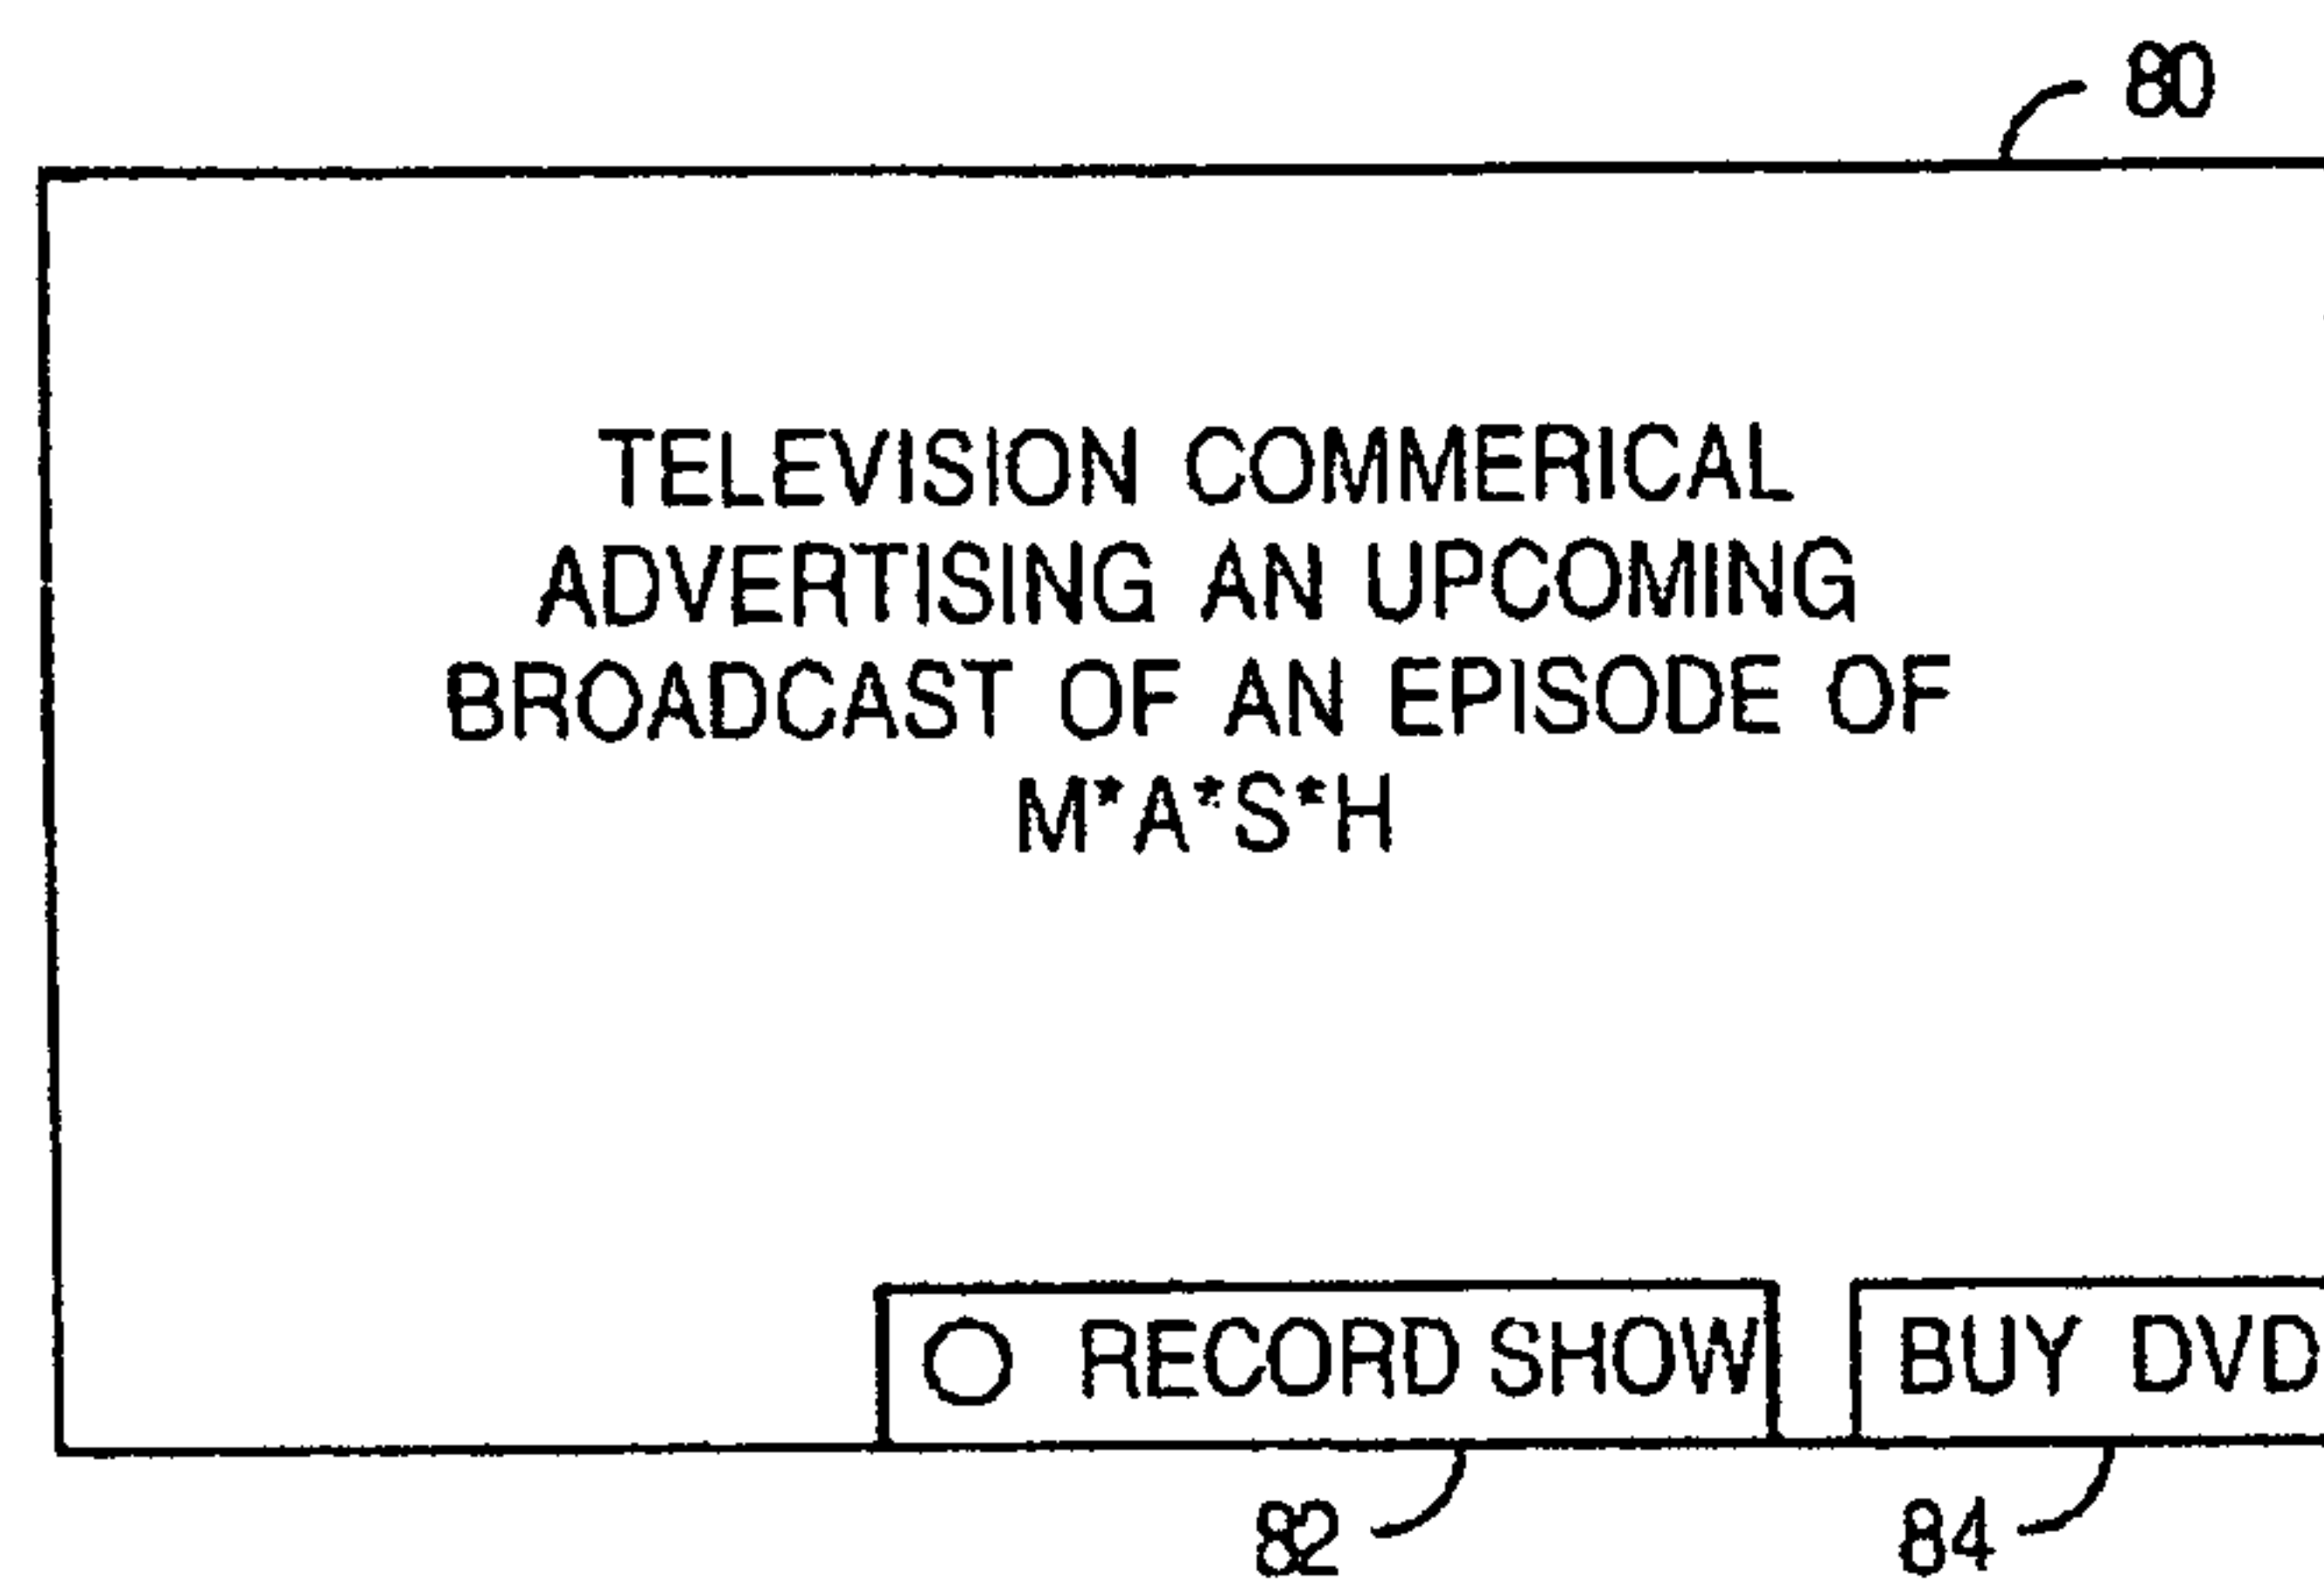 80
TELEVISION COMMERICAL
ADVERTISING AN UPCOMING
BROADCAST OF AN EPISODE OF
M*A*S*H
RECORD SHOW
BUY DVD
82
84